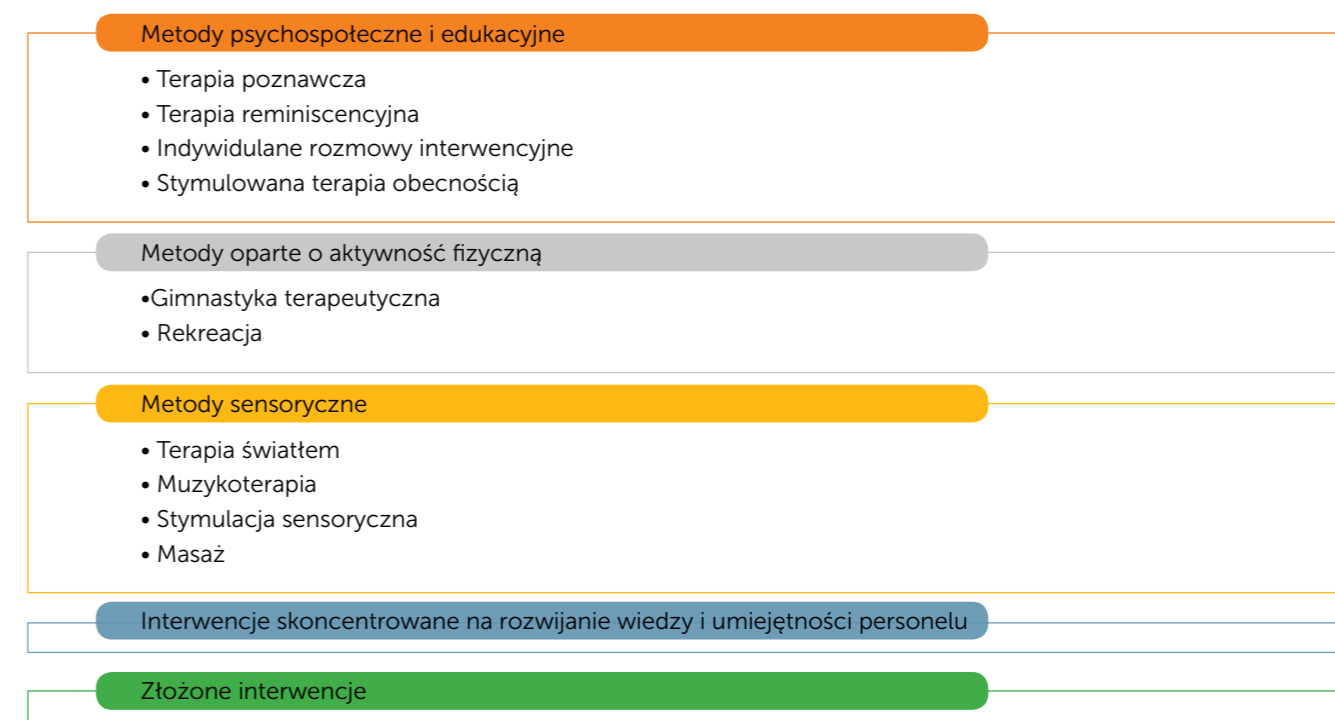 Metody psychospołeczne i edukacyjne
• Terapia poznawcza
• Terapia reminiscencyjna
• Indywidulane rozmowy interwencyjne
• Stymulowana terapia obecnością
Metody oparte o aktywność fizyczną
•Gimnastyka terapeutyczna
• Rekreacja
Metody sensoryczne
• Terapia światłem
• Muzykoterapia
• Stymulacja sensoryczna
• Masaż
Interwencje skoncentrowane na rozwijanie wiedzy i umiejętności personelu
Złożone interwencje